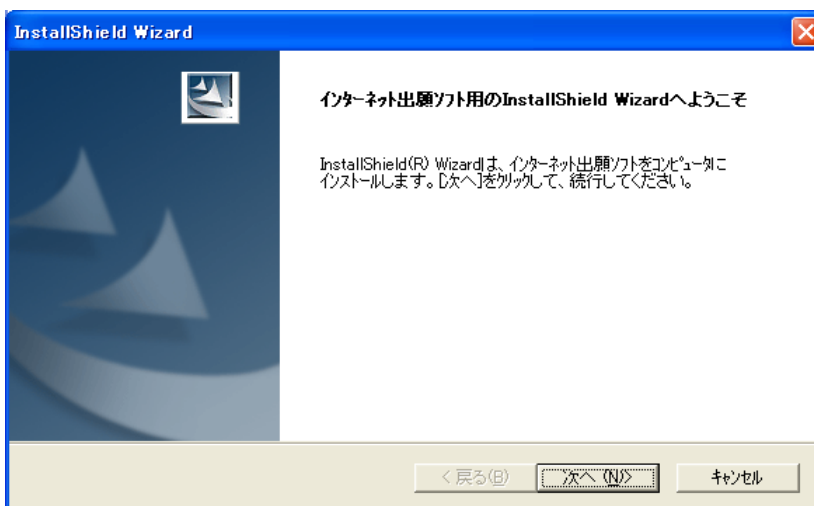 InstallShield Wizard
インターネット出願ソフト用のInstallShield Wizardへようこそ
InstallShield(R) Wizardは、インターネット出願ソフトをコンピュータに
インストールします。[次へ]をクリックして、続行してください。
< 戻る(B)
次へ (N)>
キャンセル